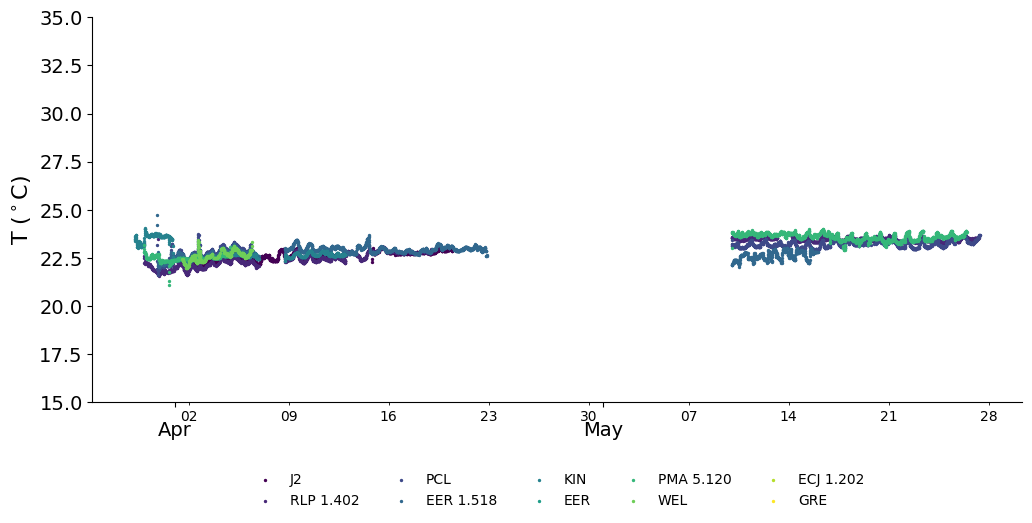 35.0
32.5
30.0
27.5
25.0
22.5
20.0
17.5
15.0
T (°C)
02 09 16 23 30 07 14 21 28
Apr May
J2 PCL KIN PMA 5.120 ECJ 1.202
RLP 1.402 EER 1.518 EER WEL GRE